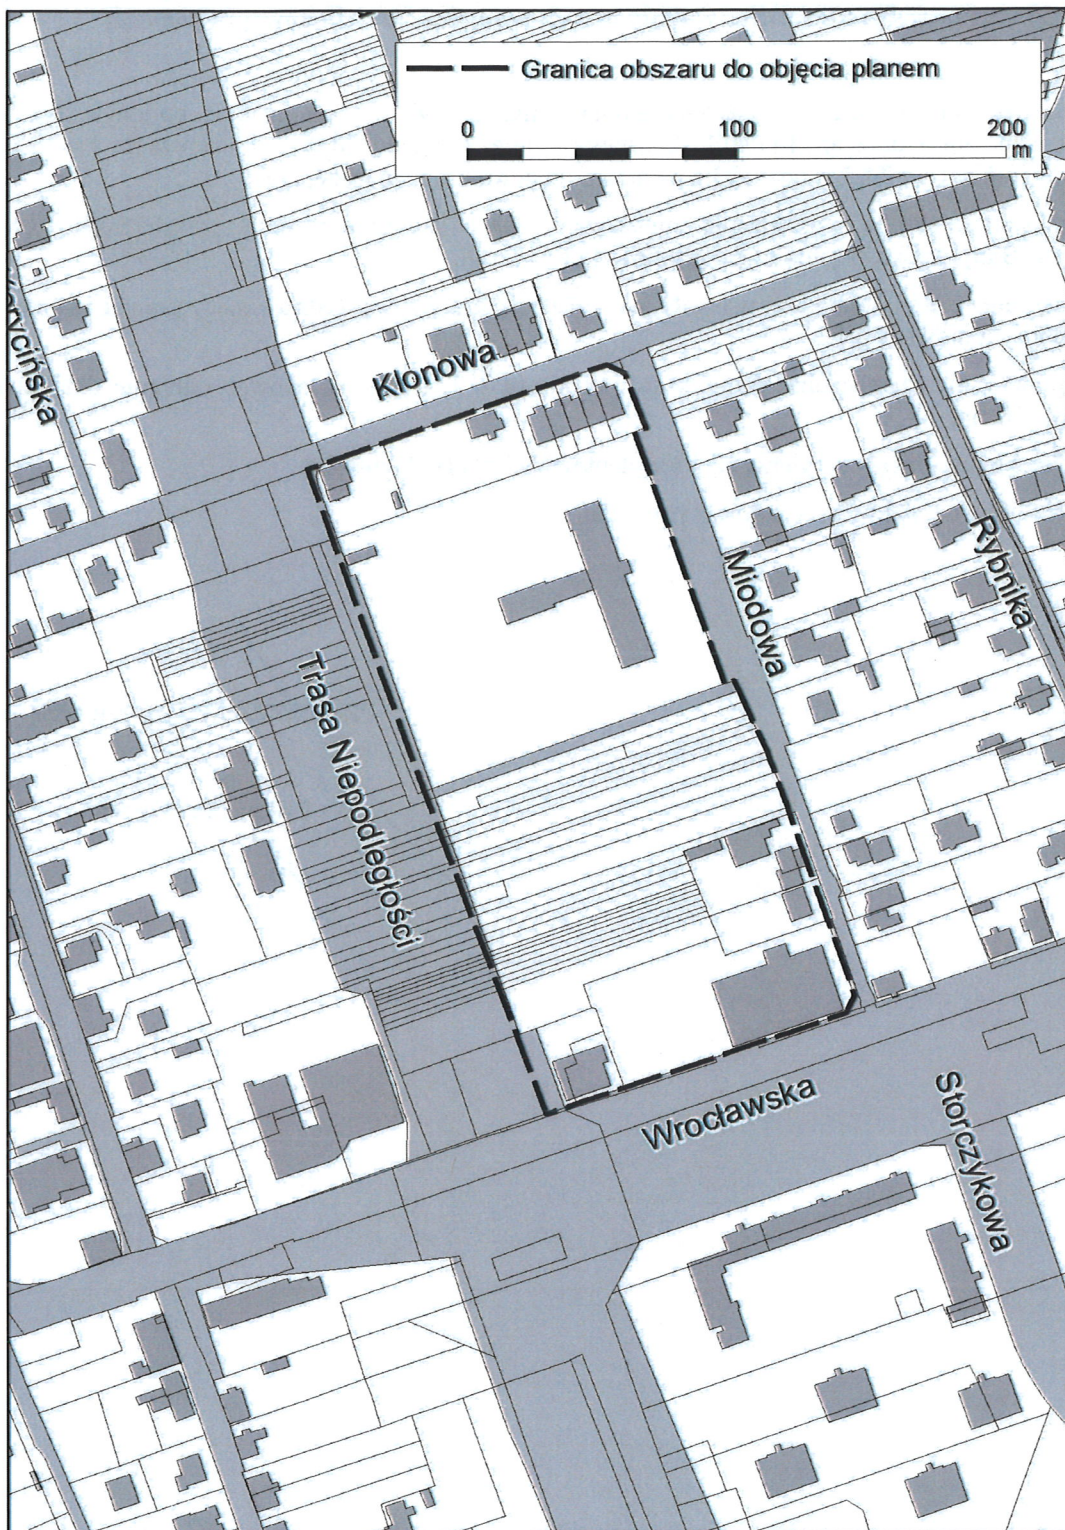 Granica obszaru do objęcia planem
0 100 200
m
Klonowa
Miodowa
Rybnika
Trasa Niepodległości
Wrocławska
Storczykowa